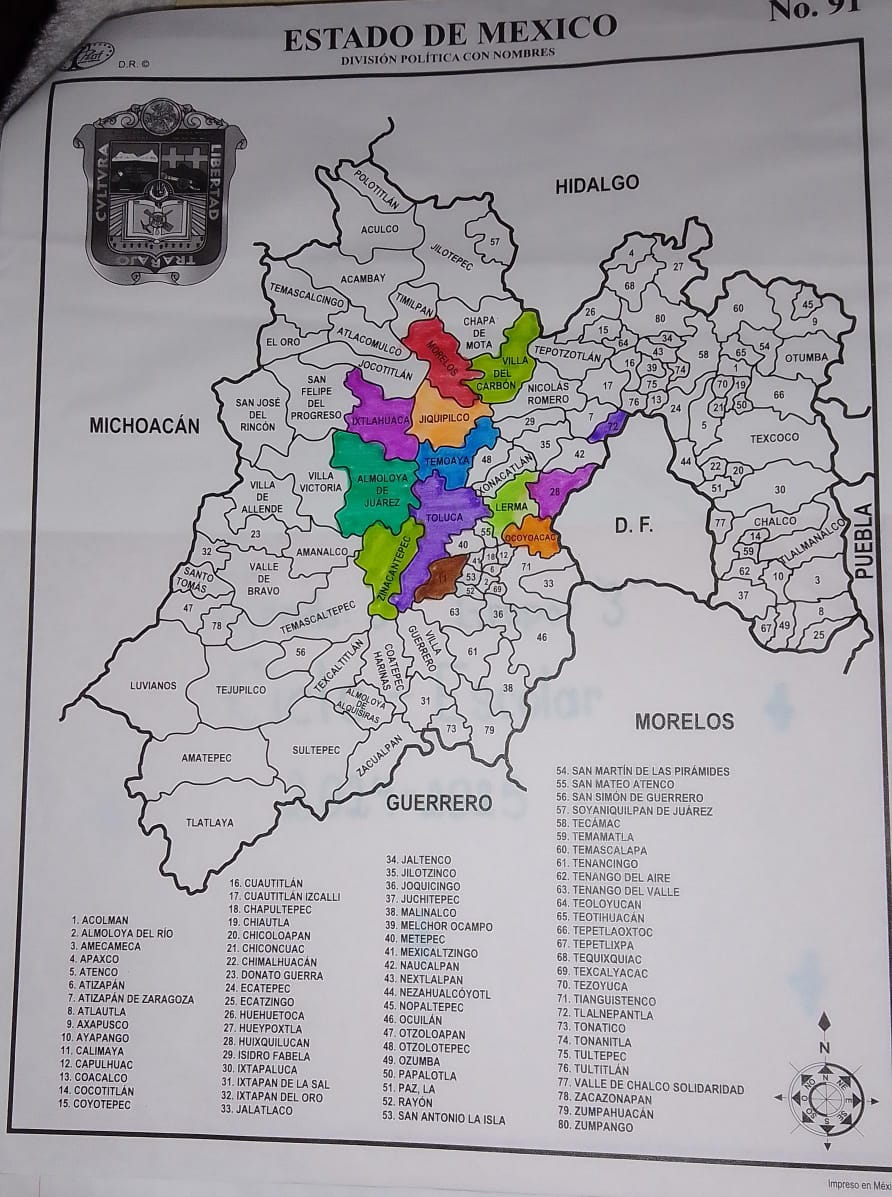 No. 91
ESTADO DE MEXICO
DIVISIÓN POLÍTICA CON NOMBRES
D.R. ©
CVLTVRA
LIBERTAD
TRABAJO
HIDALGO
POLOTITLÁN
ACULCO
JILOTEPEC
57
4
27
ACAMBAY
68
TEMASCALCINGO
TIMILPAN
CHAPA
DE
MOTA
26
80
60
45
9
15
64
34
EL ORO
ATLACOMULCO
MORELOS
VILLA
DEL
CARBÓN
TEPOTZOTLÁN
16
43
39
74
58
65
54
1
OTUMBA
JOCOTITLÁN
SAN
FELIPE
DEL
PROGRESO
NICOLÁS
ROMERO
17
75
76
13
24
70
19
21
50
66
SAN JOSÉ
DEL
RINCÓN
IXTLAHUACA
JIQUIPILCO
29
7
72
5
MICHOACÁN
TEXCOCO
35
42
TEMOAYA
48
XONACATLÁN
44
22
20
51
30
VILLA
VICTORIA
ALMOLOYA
DE
JUÁREZ
VILLA
DE
ALLENDE
28
LERMA
TOLUCA
D. F.
77
CHALCO
14
59
TLALMANALCO
PUEBLA
23
55
OCOYOACAC
32
AMANALCO
ZINACANTEPEC
40
18
12
41
6
62
10
3
SANTO
TOMÁS
VALLE
DE
BRAVO
11
53
2
52
69
71
33
37
47
78
TEMASCALTEPEC
63
36
46
8
67
49
25
56
TEXCALTITLÁN
COATEPEC
HARINAS
VILLA
GUERRERO
61
LUVIANOS
TEJUPILCO
ALMOLOYA
DE
ALQUISIRAS
31
38
73
79
MORELOS
AMATEPEC
SULTEPEC
ZACUALPAN
TLATLAYA
GUERRERO
1. ACOLMAN
2. ALMOLOYA DEL RÍO
3. AMECAMECA
4. APAXCO
5. ATENCO
6. ATIZAPÁN
7. ATIZAPÁN DE ZARAGOZA
8. ATLAUTLA
9. AXAPUSCO
10. AYAPANGO
11. CALIMAYA
12. CAPULHUAC
13. COACALCO
14. COCOTITLÁN
15. COYOTEPEC
16. CUAUTITLÁN
17. CUAUTITLÁN IZCALLI
18. CHAPULTEPEC
19. CHIAUTLA
20. CHICOLOAPAN
21. CHICONCUAC
22. CHIMALHUACÁN
23. DONATO GUERRA
24. ECATEPEC
25. ECATZINGO
26. HUEHUETOCA
27. HUEYPOXTLA
28. HUIXQUILUCAN
29. ISIDRO FABELA
30. IXTAPALUCA
31. IXTAPAN DE LA SAL
32. IXTAPAN DEL ORO
33. JALATLACO
34. JALTENCO
35. JILOTZINCO
36. JOQUICINGO
37. JUCHITEPEC
38. MALINALCO
39. MELCHOR OCAMPO
40. METEPEC
41. MEXICALTZINGO
42. NAUCALPAN
43. NEXTLALPAN
44. NEZAHUALCÓYOTL
45. NOPALTEPEC
46. OCUILÁN
47. OTZOLOAPAN
48. OTZOLOTEPEC
49. OZUMBA
50. PAPALOTLA
51. PAZ, LA
52. RAYÓN
53. SAN ANTONIO LA ISLA
54. SAN MARTÍN DE LAS PIRÁMIDES
55. SAN MATEO ATENCO
56. SAN SIMÓN DE GUERRERO
57. SOYANIQUILPAN DE JUÁREZ
58. TECÁMAC
59. TEMAMATLA
60. TEMASCALAPA
61. TENANCINGO
62. TENANGO DEL AIRE
63. TENANGO DEL VALLE
64. TEOLOYUCAN
65. TEOTIHUACÁN
66. TEPETLAOXTOC
67. TEPETLIXPA
68. TEQUIXQUIAC
69. TEXCALYACAC
70. TEZOYUCA
71. TIANGUISTENCO
72. TLALNEPANTLA
73. TONATICO
74. TONANITLA
75. TULTEPEC
76. TULTITLÁN
77. VALLE DE CHALCO SOLIDARIDAD
78. ZACAZONAPAN
79. ZUMPAHUACÁN
80. ZUMPANGO
N
Impreso en Méx